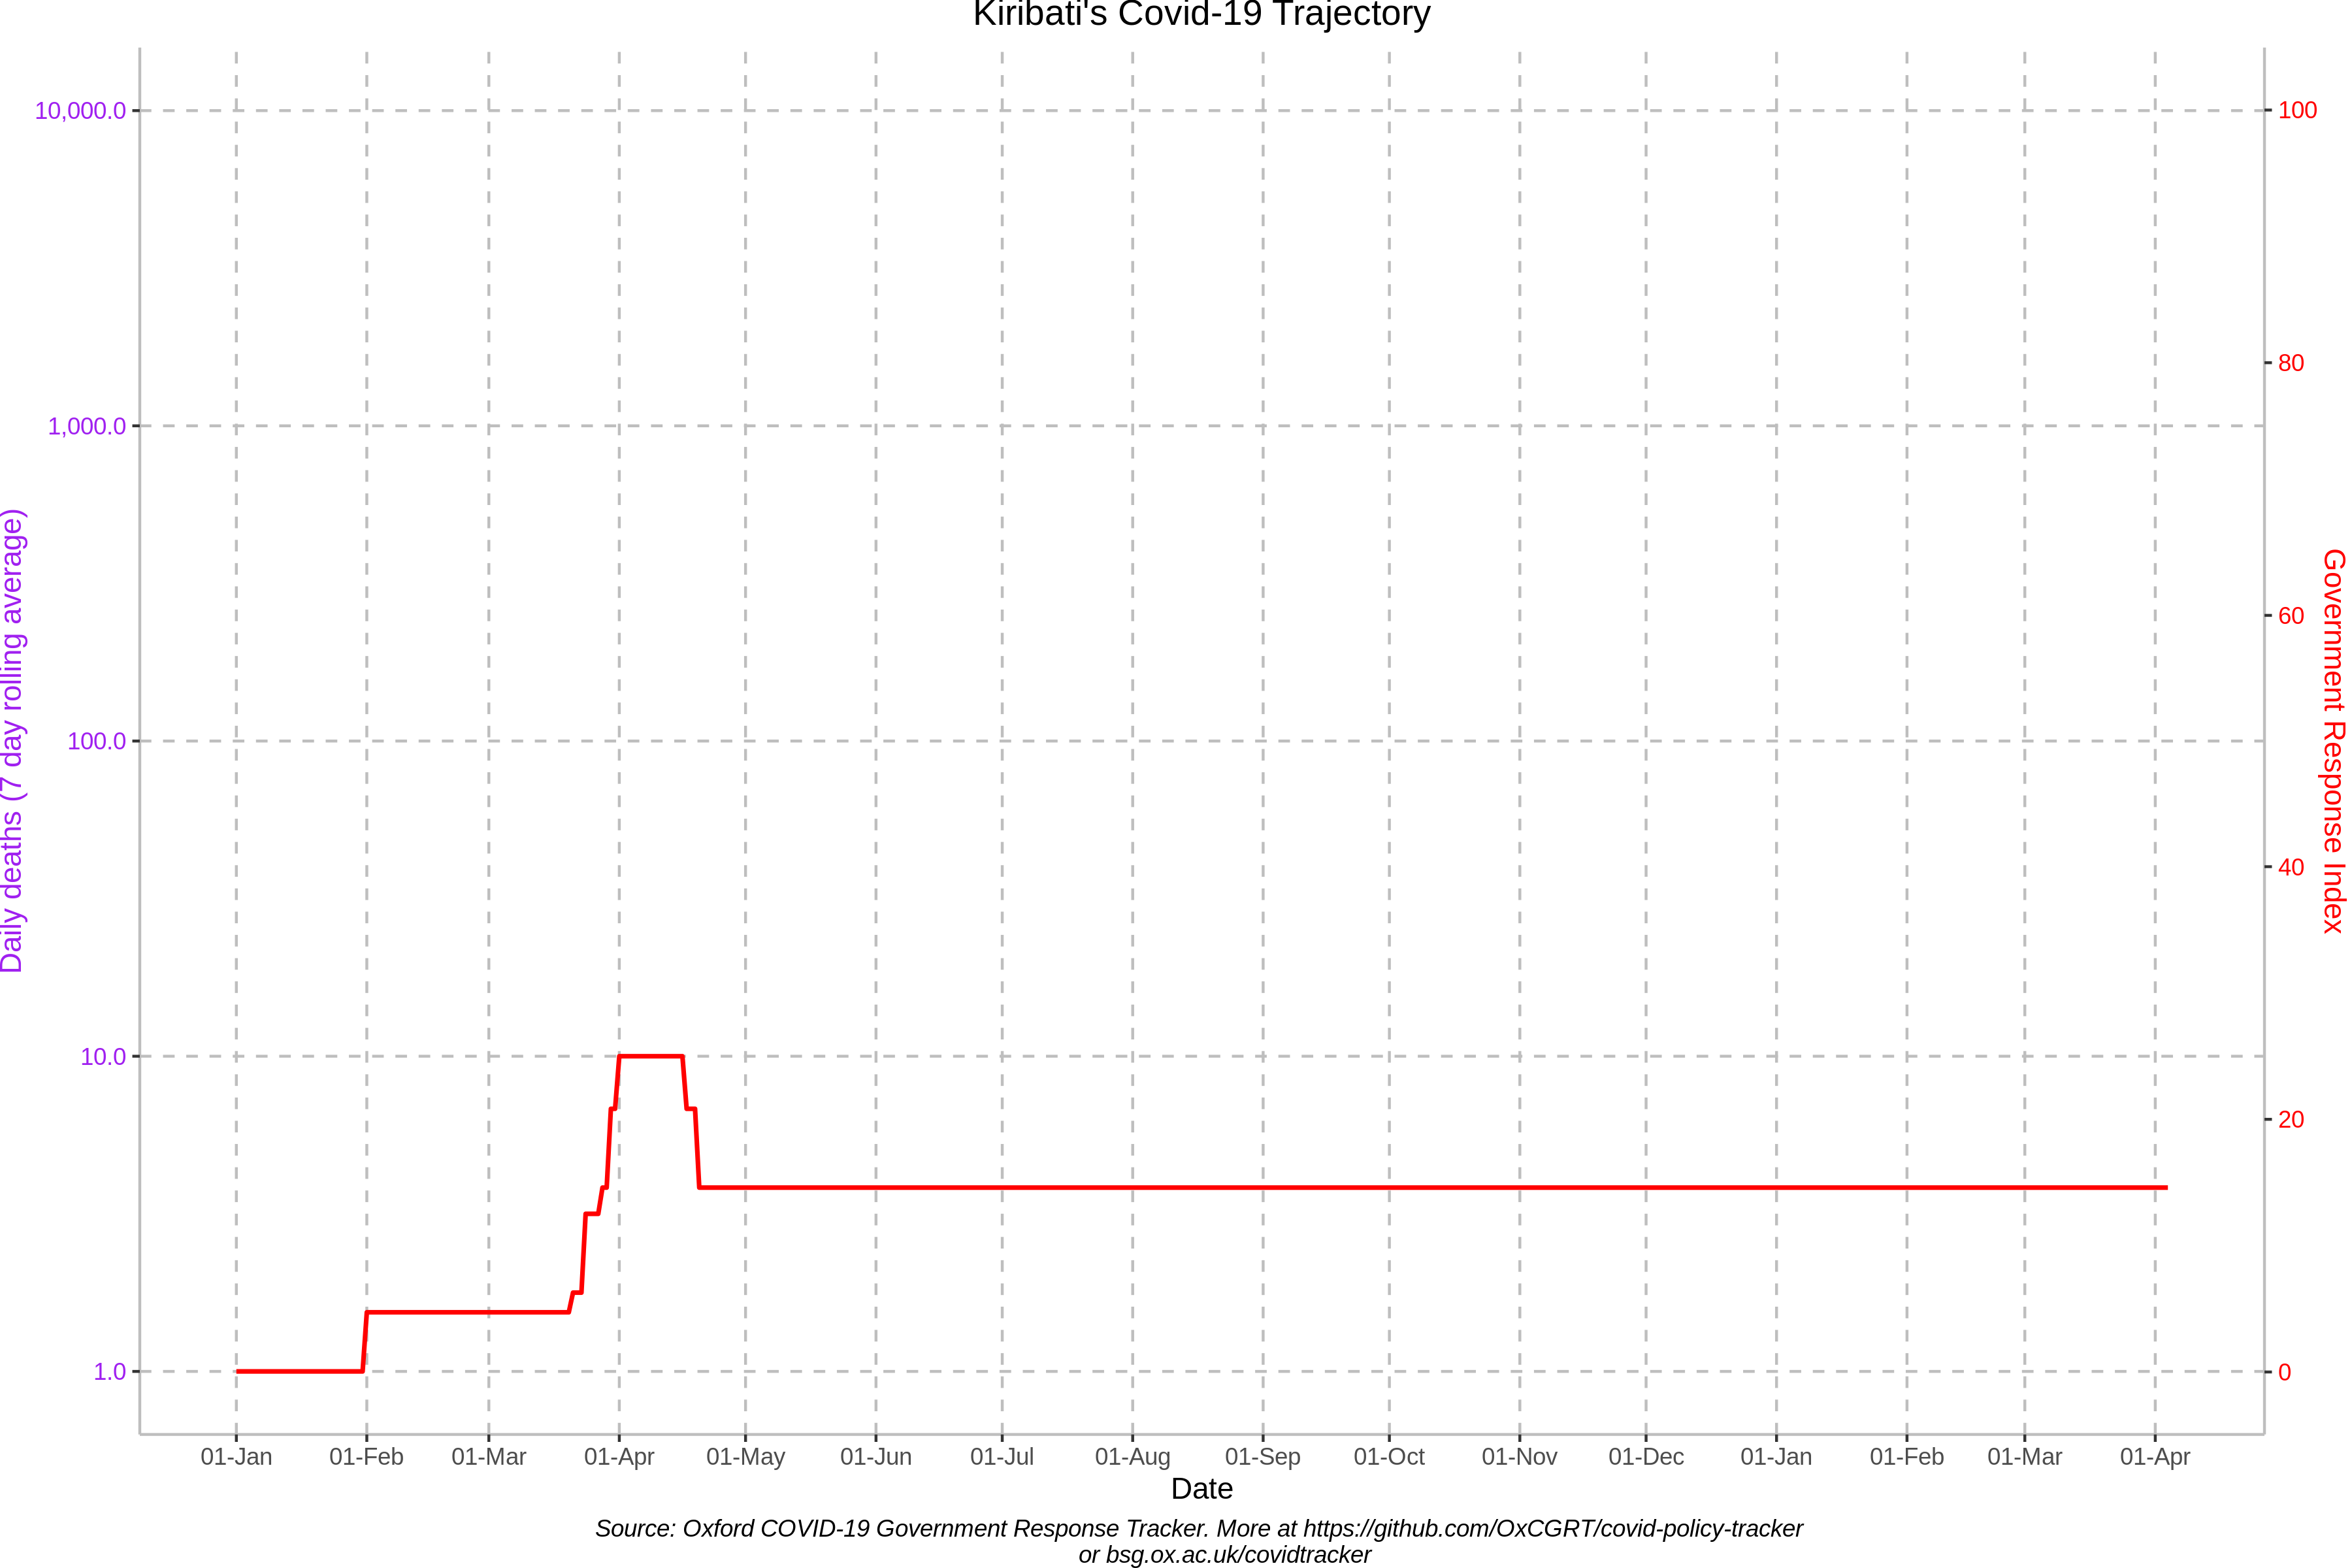 Kiribati's Covid-19 Trajectory
10,000.0
1,000.0
100.0
10.0
1.0
Daily deaths (7 day rolling average)
100
80
60
40
20
0
Government Response Index
01-Jan 01-Feb 01-Mar 01-Apr 01-May 01-Jun 01-Jul 01-Aug 01-Sep 01-Oct 01-Nov 01-Dec 01-Jan 01-Feb 01-Mar 01-Apr
Date
Source: Oxford COVID-19 Government Response Tracker. More at https://github.com/OxCGRT/covid-policy-tracker
or bsg.ox.ac.uk/covidtracker